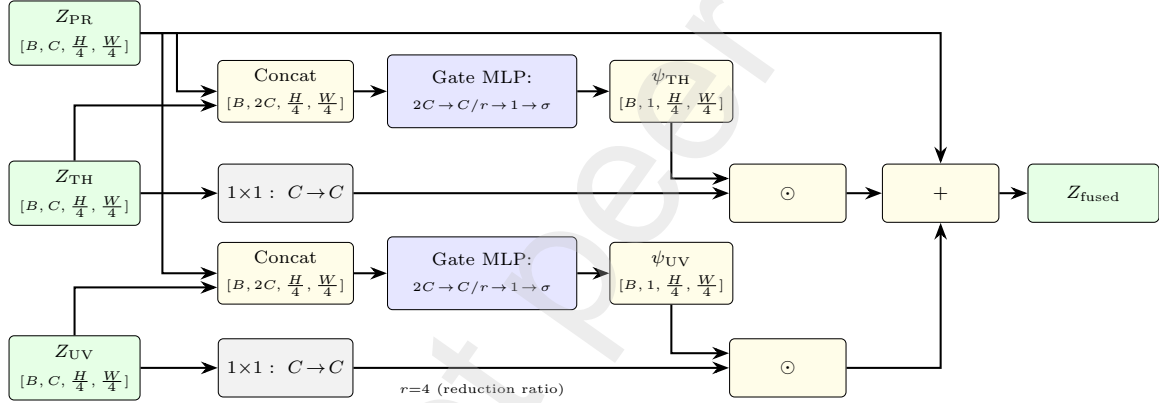 Z_PR
[B, C, H/4, W/4]
Concat
[B, 2C, H/4, W/4]
Gate MLP:
2C→C/r→1→σ
ψ_TH
[B, 1, H/4, W/4]
Z_TH
[B, C, H/4, W/4]
1×1 : C→C
⊙
+
Z_fused
Concat
[B, 2C, H/4, W/4]
Gate MLP:
2C→C/r→1→σ
ψ_UV
[B, 1, H/4, W/4]
Z_UV
[B, C, H/4, W/4]
1×1 : C→C
⊙
r=4 (reduction ratio)
peer